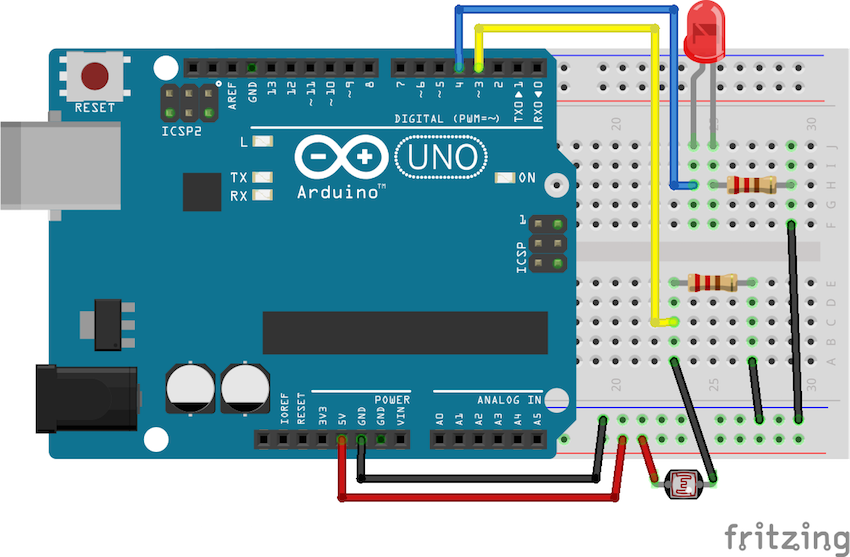 RESET
ICSP2
AREF
GND
13
12
~11
~10
~9
8
7
~6
~5
4
~3
2
TX0▲1
RX0▼0
DIGITAL (PWM=~)
L
TX
RX
Arduino™
UNO
ON
1
ICSP
IOREF
RESET
3V3
5V
GND
GND
VIN
POWER
ANALOG IN
A0
A1
A2
A3
A4
A5
20
25
30
J
I
H
G
F
E
D
C
B
A
20
25
30
fritzing